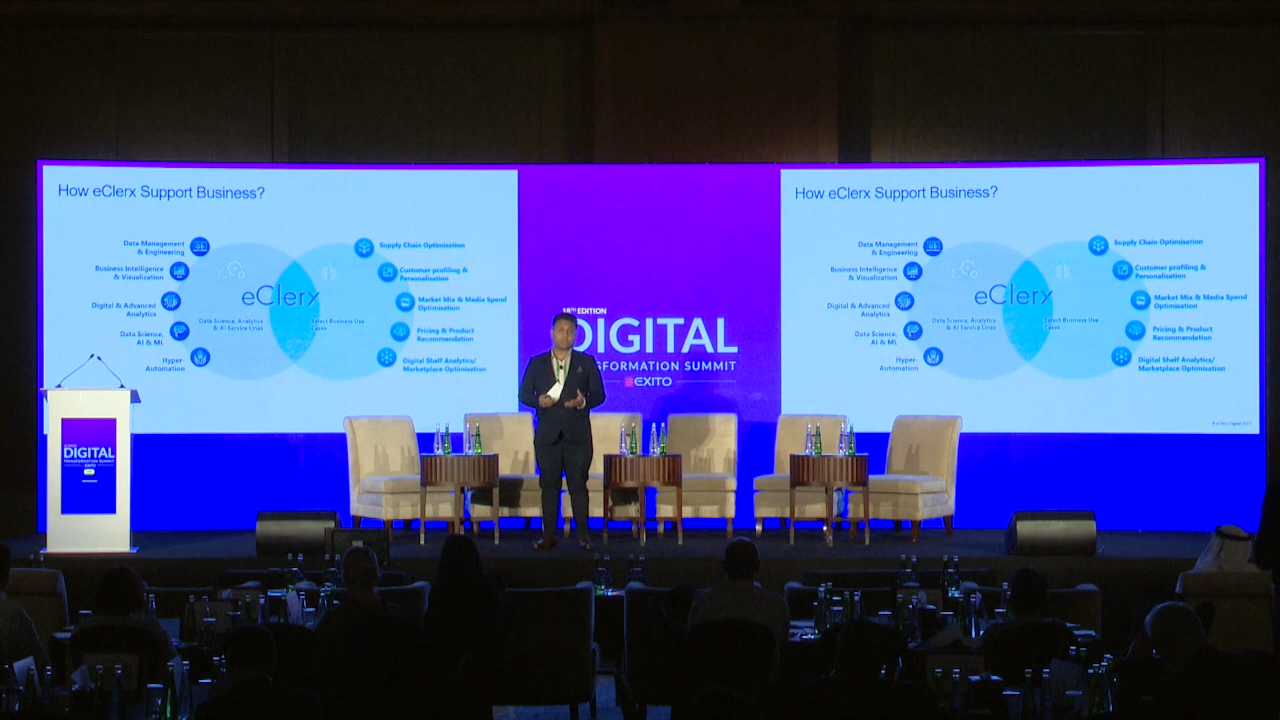 How eClerx Support Business?
Data Management
& Engineering
Business Intelligence
& Visualization
Digital & Advanced
Analytics
Data Science,
AI & ML
Hyper-
Automation
eClerx
Data Science, Analytics
& AI Service Lines
Select Business Use
Cases
Supply Chain Optimisation
Customer profiling &
Personalisation
Market Mix & Media Spend
Optimisation
Pricing & Product
Recommendation
Digital Shelf Analytics/
Marketplace Optimisation
18TH EDITION
DIGITAL
NSFORMATION SUMMIT
EXITO
How eClerx Support Business?
Data Management
& Engineering
Business Intelligence
& Visualization
Digital & Advanced
Analytics
Data Science,
AI & ML
Hyper-
Automation
eClerx
Data Science, Analytics
& AI Service Lines
Select Business Use
Cases
Supply Chain Optimisation
Customer profiling &
Personalisation
Market Mix & Media Spend
Optimisation
Pricing & Product
Recommendation
Digital Shelf Analytics/
Marketplace Optimisation
DIGITAL
TRANSFORMATION SUMMIT
EXITO